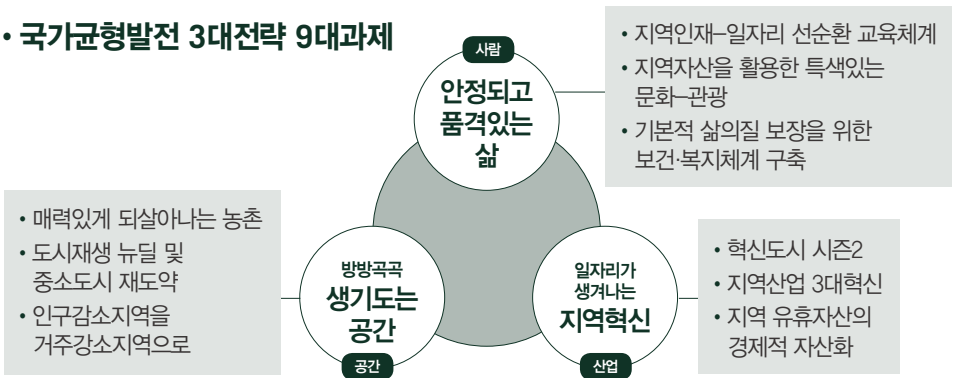 • 국가균형발전 3대전략 9대과제
사람
안정되고
품격있는
삶
• 지역인재–일자리 선순환 교육체계
• 지역자산을 활용한 특색있는
문화–관광
• 기본적 삶의질 보장을 위한
보건·복지체계 구축
• 매력있게 되살아나는 농촌
• 도시재생 뉴딜 및
중소도시 재도약
• 인구감소지역을
거주강소지역으로
방방곡곡
생기도는
공간
공간
일자리가
생겨나는
지역혁신
산업
• 혁신도시 시즌2
• 지역산업 3대혁신
• 지역 유휴자산의
경제적 자산화